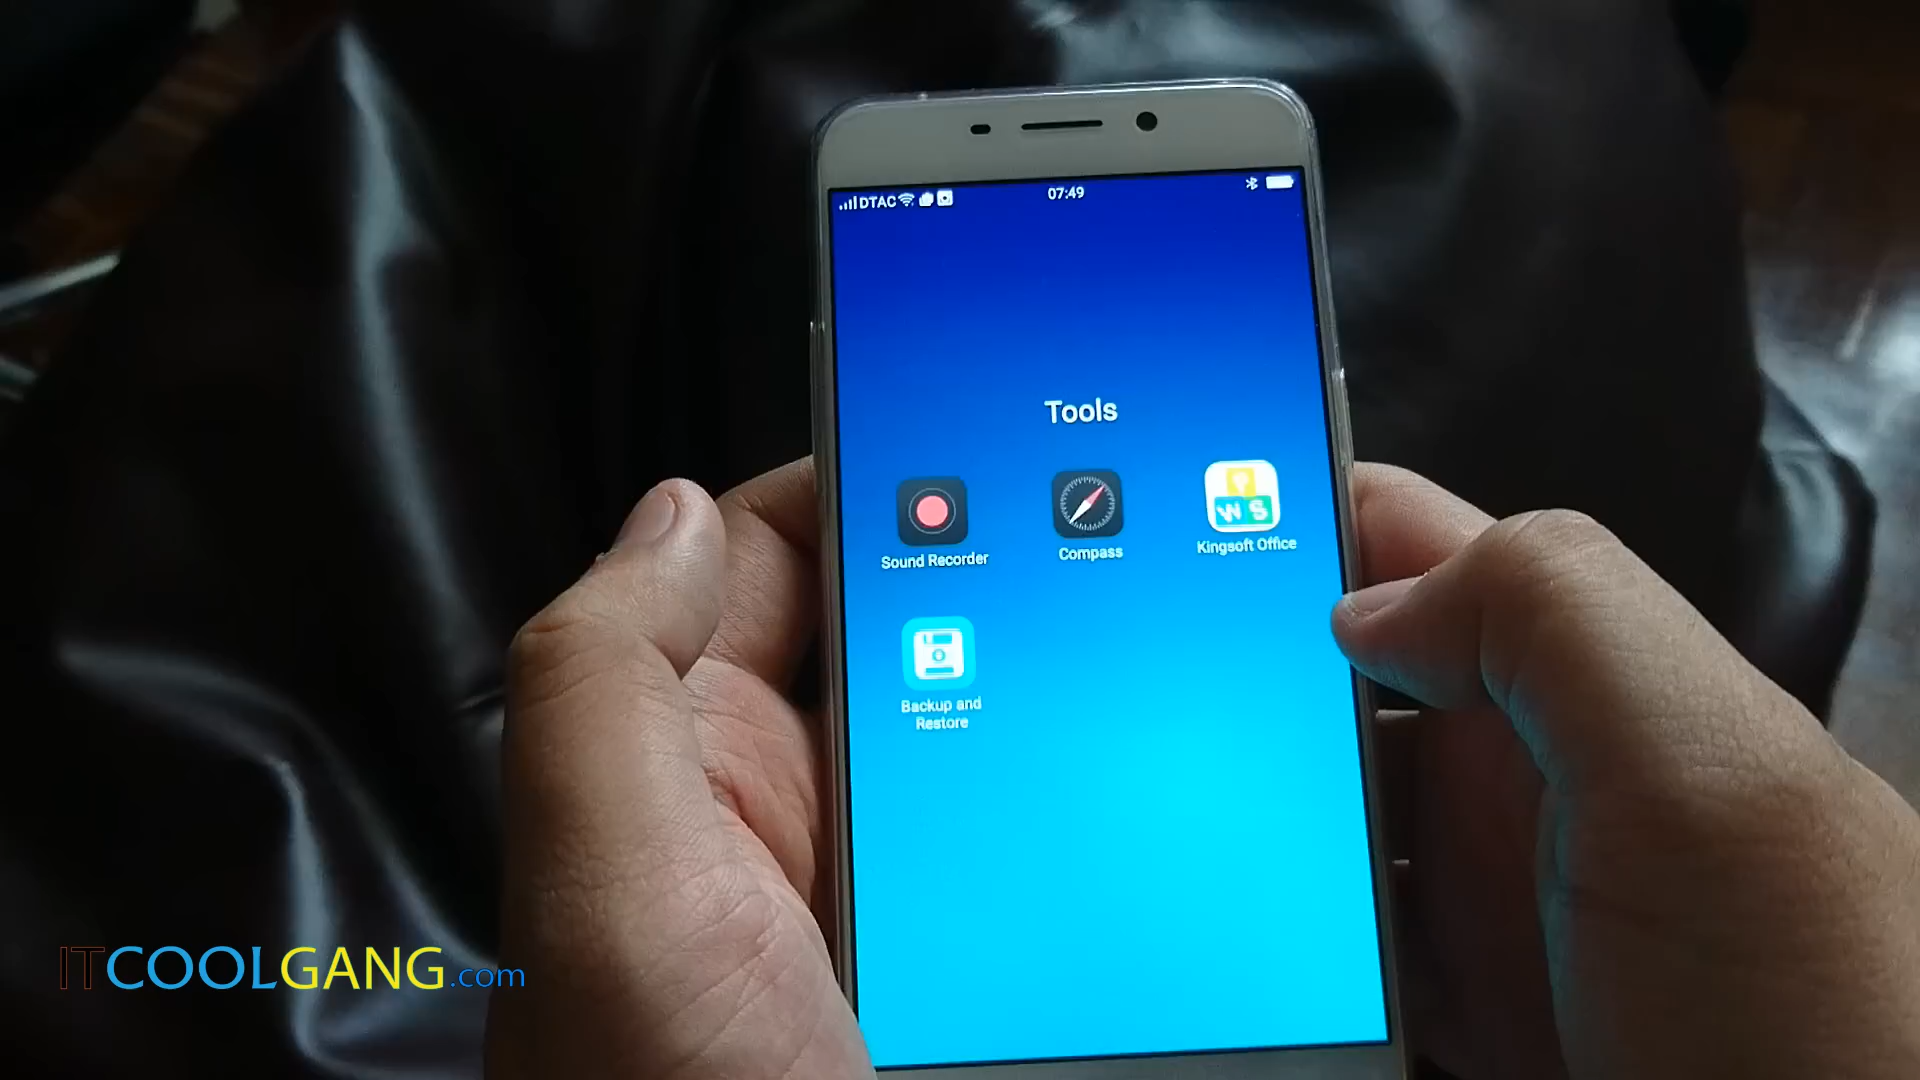 DTAC
07:49
Tools
Sound Recorder
Compass
W S
Kingsoft Office
Backup and
Restore
ITCOOLGANG.com